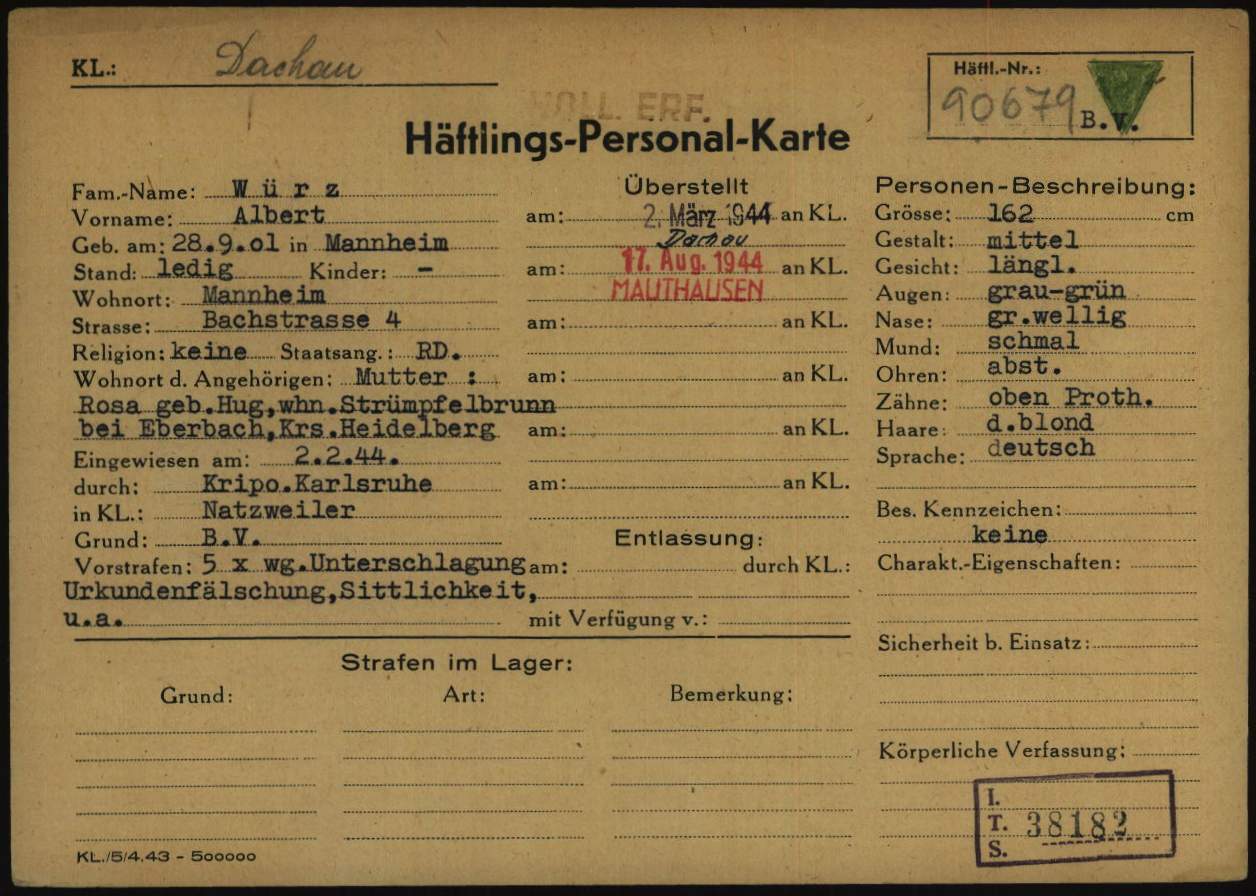 KL.: Dachau
Häftl.-Nr.:
90679 B.V.
VOLL. ERF.
Häftlings-Personal-Karte
Fam.-Name: Würz
Vorname: Albert
Geb. am: 28.9.01 in Mannheim
Stand: ledig Kinder: -
Wohnort: Mannheim
Strasse: Bachstrasse 4
Religion: keine Staatsang.: RD.
Wohnort d. Angehörigen: Mutter :
Rosa geb.Hug,whn.Strümpfelbrunn
bei Eberbach,Krs.Heidelberg
Eingewiesen am: 2.2.44.
durch: Kripo.Karlsruhe
in KL.: Natzweiler
Grund: B.V.
Vorstrafen: 5 x wg.Unterschlagung
Urkundenfälschung,Sittlichkeit,
u.a.
Überstellt
am: 2. März 1944 an KL.
Dachau
am: 17. Aug. 1944 an KL.
MAUTHAUSEN
am: an KL.
am: an KL.
am: an KL.
am: an KL.
Entlassung:
am: durch KL.:
mit Verfügung v.:
Personen-Beschreibung:
Grösse: 162 cm
Gestalt: mittel
Gesicht: längl.
Augen: grau-grün
Nase: gr.wellig
Mund: schmal
Ohren: abst.
Zähne: oben Proth.
Haare: d.blond
Sprache: deutsch
Bes. Kennzeichen:
keine
Charakt.-Eigenschaften:
Sicherheit b. Einsatz:
Körperliche Verfassung:
Strafen im Lager:
Grund: Art: Bemerkung:
I.
T. 38182
S.
KL./5/4.43 - 500000